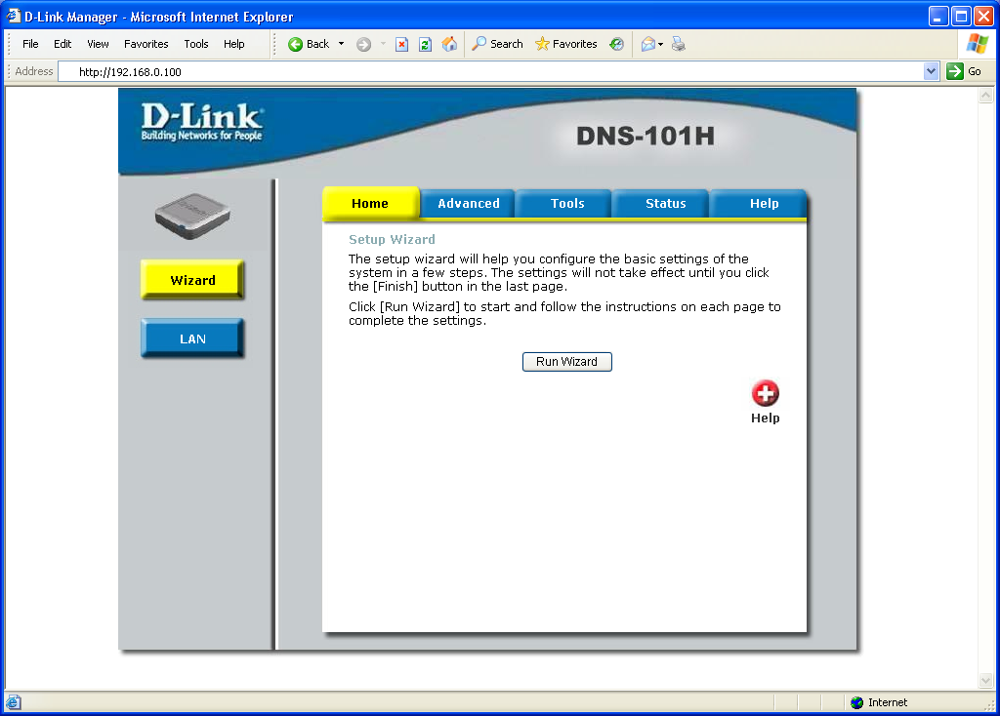 D-Link Manager - Microsoft Internet Explorer
File Edit View Favorites Tools Help Back Search Favorites
Address http://192.168.0.100 Go
D-Link
Building Networks for People
DNS-101H
Home Advanced Tools Status Help
Wizard
LAN
Setup Wizard
The setup wizard will help you configure the basic settings of the
system in a few steps. The settings will not take effect until you click
the [Finish] button in the last page.
Click [Run Wizard] to start and follow the instructions on each page to
complete the settings.
Run Wizard
Help
Internet